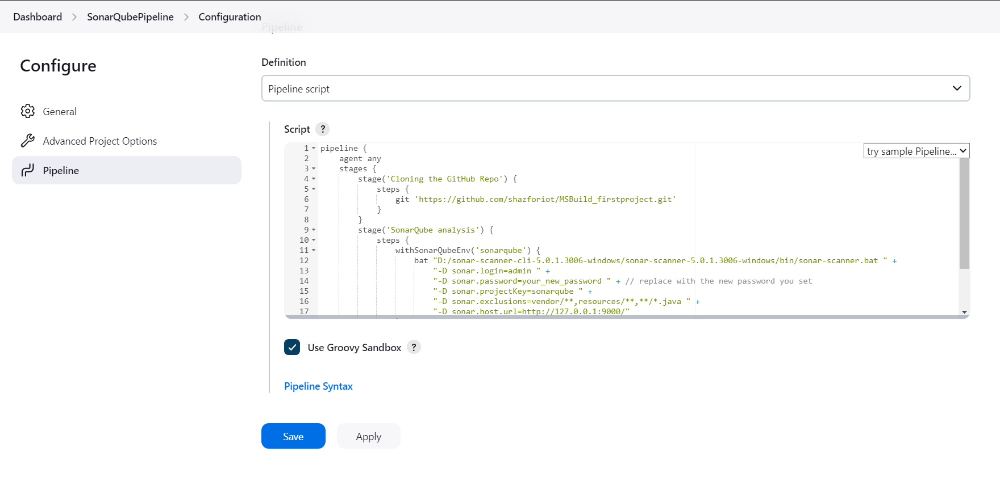 Dashboard > SonarQubePipeline > Configuration
Pipeline
Configure
General
Advanced Project Options
Pipeline
Definition
Pipeline script
Script ?
try sample Pipeline...
1 pipeline {
2 agent any
3 stages {
4 stage('Cloning the GitHub Repo') {
5 steps {
6 git 'https://github.com/shazforiot/MSBuild_firstproject.git'
7 }
8 }
9 stage('SonarQube analysis') {
10 steps {
11 withSonarQubeEnv('sonarqube') {
12 bat "D:/sonar-scanner-cli-5.0.1.3006-windows/sonar-scanner-5.0.1.3006-windows/bin/sonar-scanner.bat " +
13 "-D sonar.login=admin " +
14 "-D sonar.password=your_new_password " + // replace with the new password you set
15 "-D sonar.projectKey=sonarqube " +
16 "-D sonar.exclusions=vendor/**,resources/**,**/*.java " +
17 "-D sonar.host.url=http://127.0.0.1:9000/"
Use Groovy Sandbox ?
Pipeline Syntax
Save
Apply